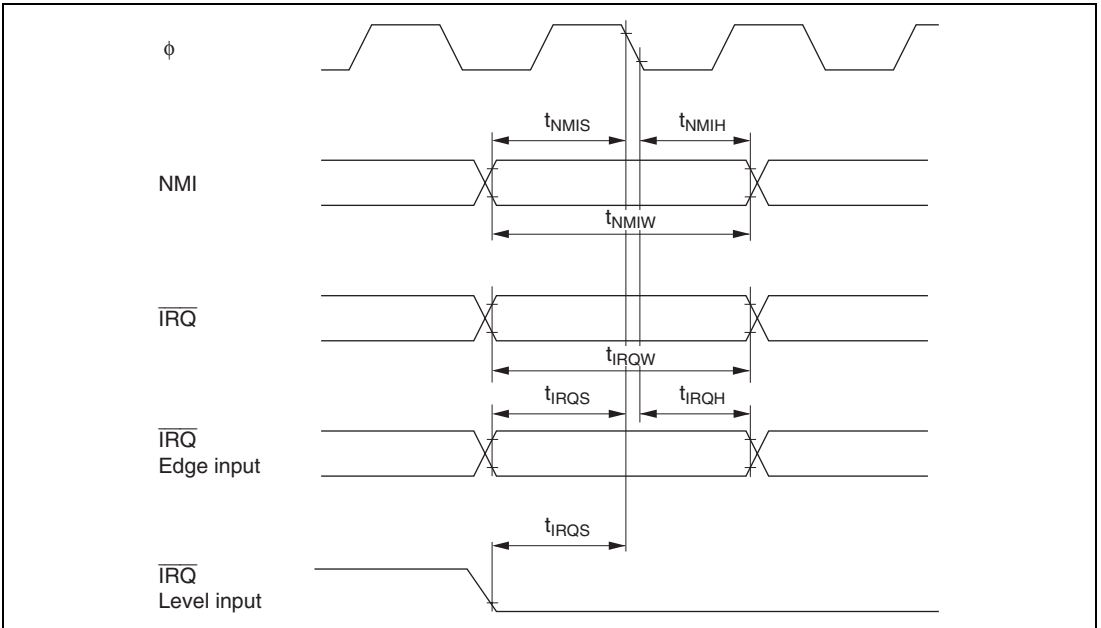 ϕ
tNMIS tNMIH
NMI
tNMIW
IRQ
tIRQW
tIRQS tIRQH
IRQ
Edge input
tIRQS
IRQ
Level input